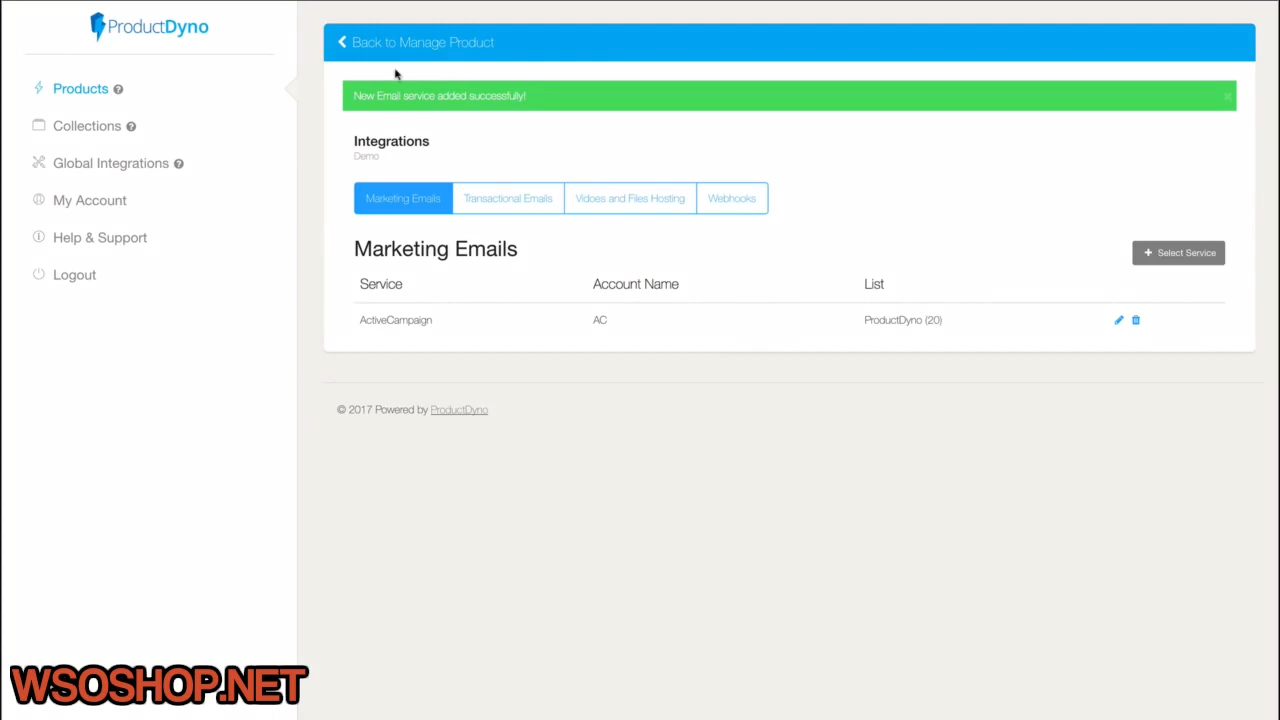 ProductDyno
Products
Collections
Global Integrations
My Account
Help & Support
Logout
Back to Manage Product
New Email service added successfully!
Integrations
Demo
Marketing Emails
Transactional Emails
Vidoes and Files Hosting
Webhooks
Marketing Emails
+ Select Service
Service Account Name List
ActiveCampaign AC ProductDyno (20)
© 2017 Powered by ProductDyno
WSOSHOP.NET